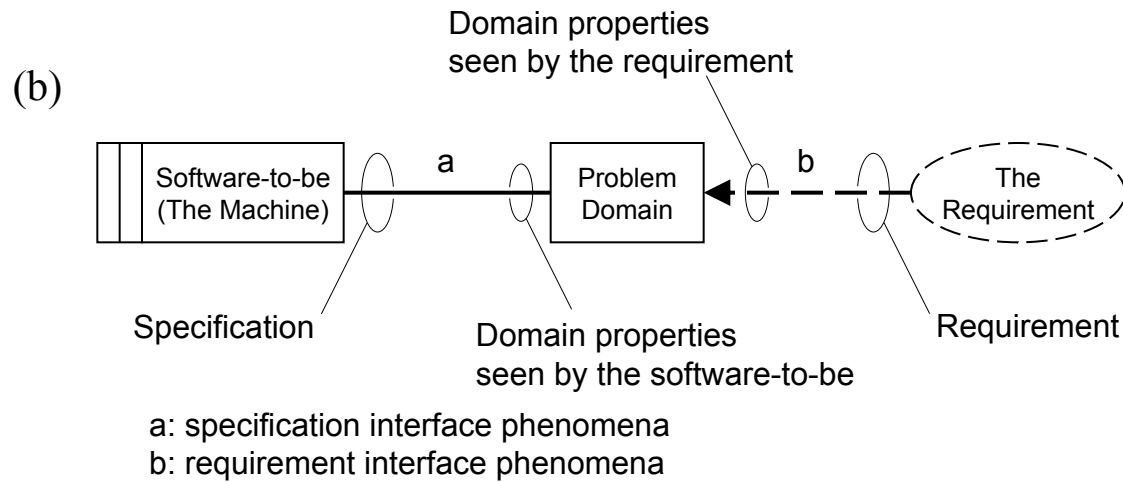 Domain properties
seen by the requirement
(b)
a
b
Software-to-be
(The Machine)
Problem
Domain
The
Requirement
Specification
Domain properties
seen by the software-to-be
Requirement
a: specification interface phenomena
b: requirement interface phenomena